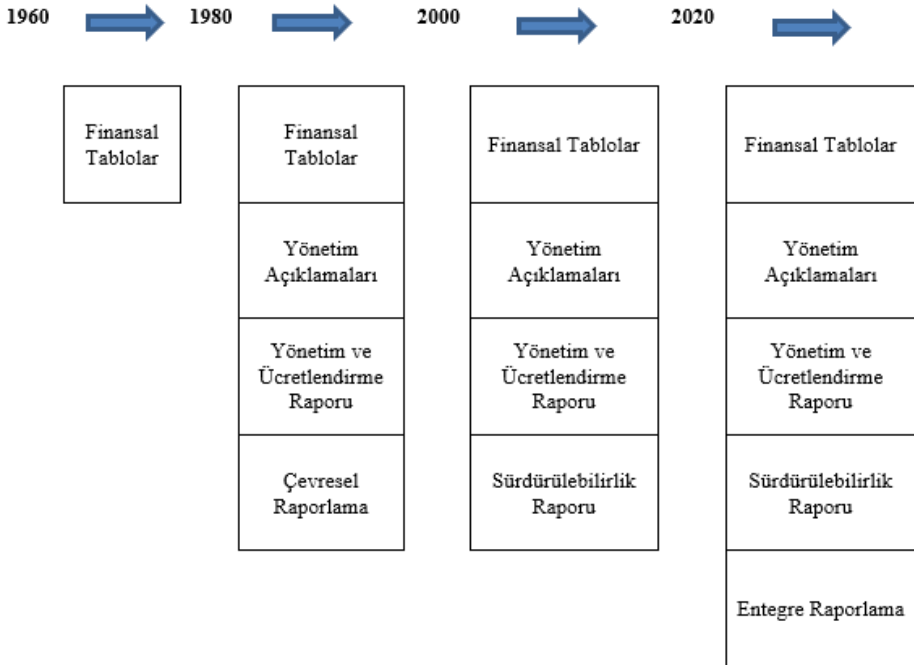 1960 1980 2000 2020
Finansal
Tablolar
Finansal
Tablolar
Yönetim
Açıklamaları
Yönetim ve
Ücretlendirme
Raporu
Çevresel
Raporlama
Finansal Tablolar
Yönetim
Açıklamaları
Yönetim ve
Ücretlendirme
Raporu
Sürdürülebilirlik
Raporu
Finansal Tablolar
Yönetim
Açıklamaları
Yönetim ve
Ücretlendirme
Raporu
Sürdürülebilirlik
Raporu
Entegre Raporlama